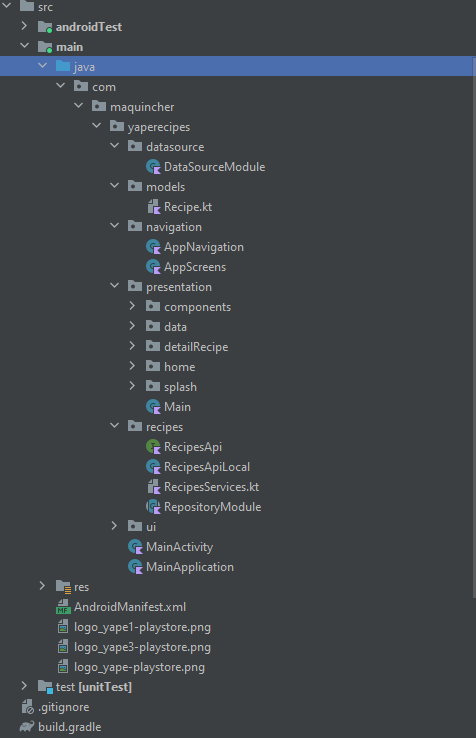 src
androidTest
main
java
com
maquincher
yaperecipes
datasource
DataSourceModule
models
Recipe.kt
navigation
AppNavigation
AppScreens
presentation
components
data
detailRecipe
home
splash
Main
recipes
RecipesApi
RecipesApiLocal
RecipesServices.kt
RepositoryModule
ui
MainActivity
MainApplication
res
MF AndroidManifest.xml
logo_yape1-playstore.png
logo_yape3-playstore.png
logo_yape-playstore.png
test [unitTest]
.gitignore
build.gradle